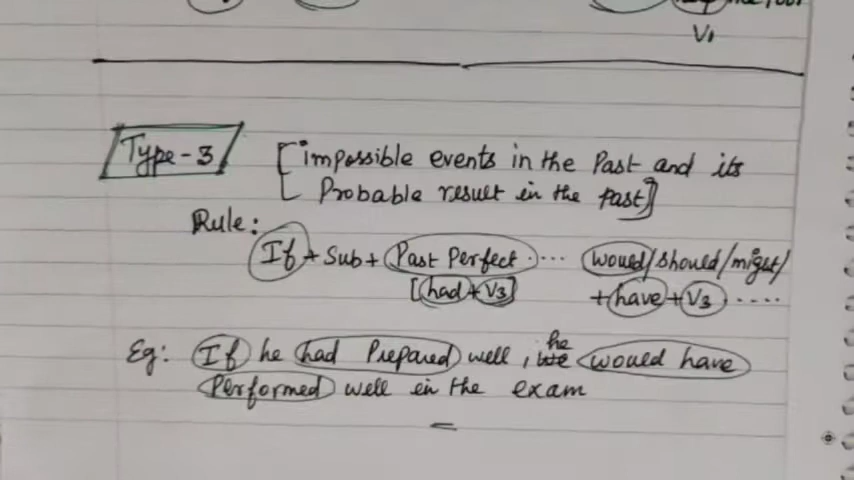 V1
Type-3 [impossible events in the Past and its
Probable result in the past]
Rule:
If + Sub + Past Perfect ... would/should/might/
[had + V3] + have + V3 ....
Eg: If he had Prepared well, he would have
Performed well in the exam